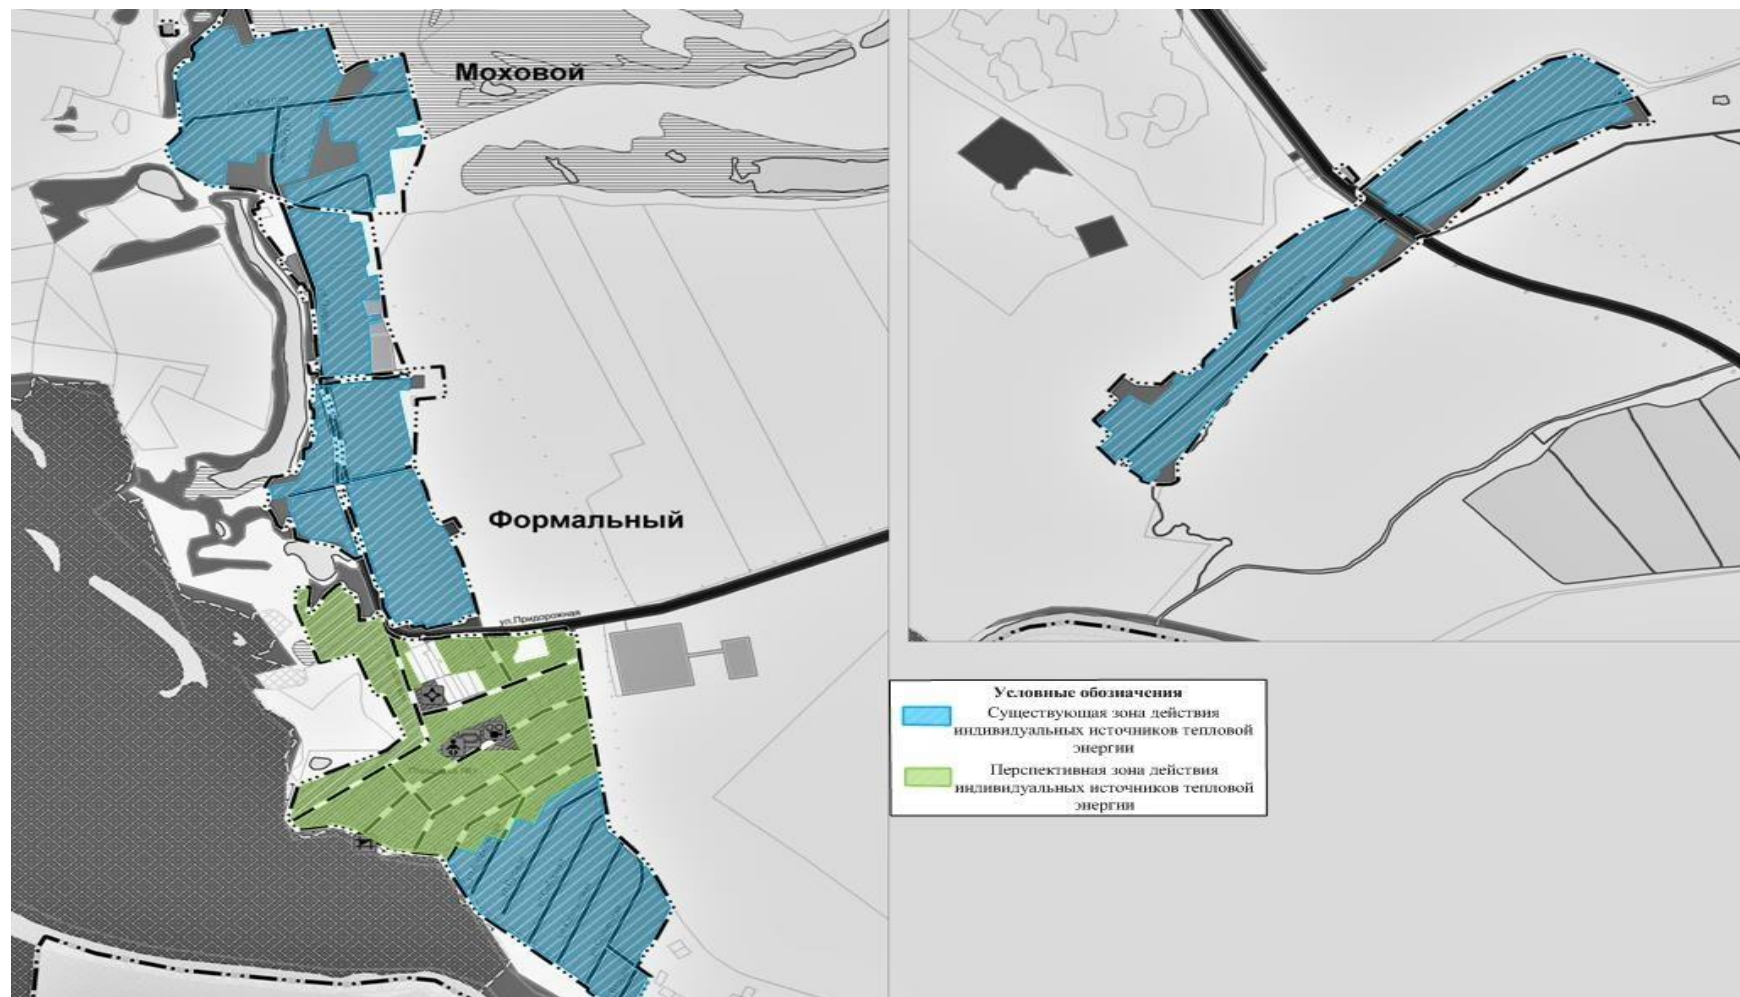 Моховой
Формальный
ул.Придорожная
Условные обозначения
Существующая зона действия
индивидуальных источников тепловой
энергии
Перспективная зона действия
индивидуальных источников тепловой
энергии